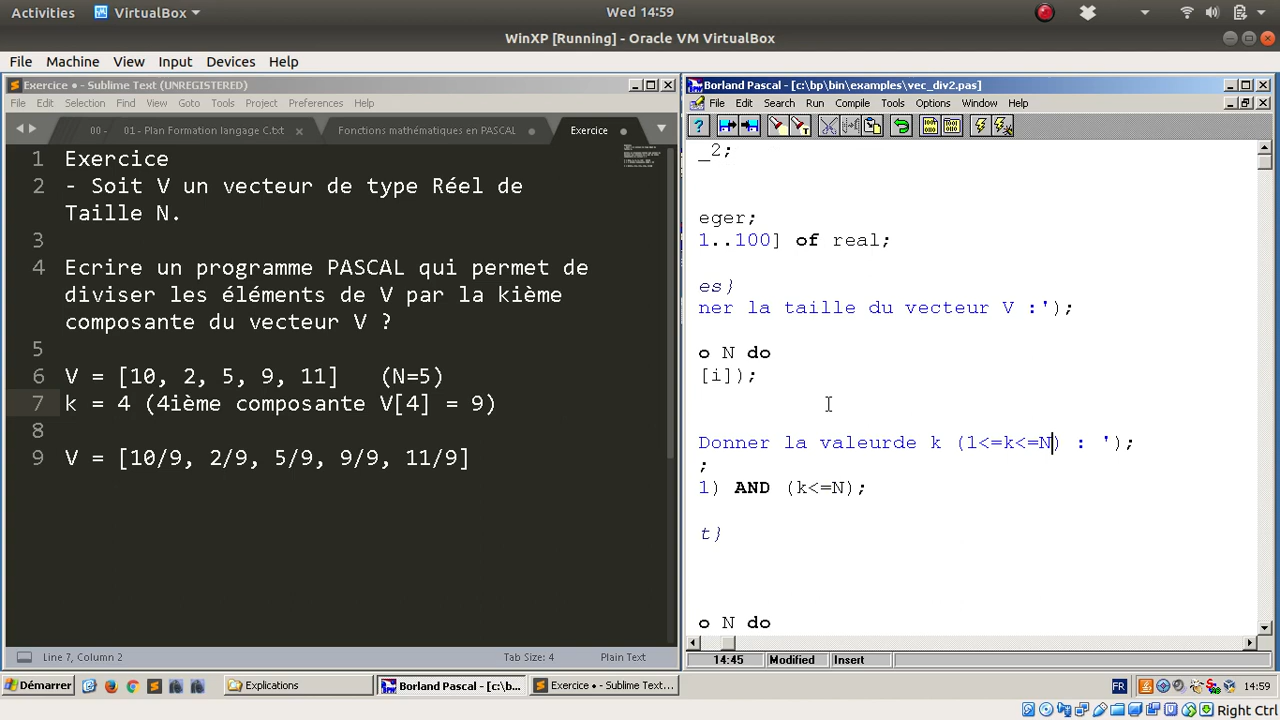 Activities VirtualBox Wed 14:59
WinXP [Running] - Oracle VM VirtualBox
File Machine View Input Devices Help
Exercice • - Sublime Text (UNREGISTERED)
File Edit Selection Find View Goto Tools Project Preferences Help
00 - 01 - Plan Formation langage C.txt Fonctions mathématiques en PASCAL Exercice
1 Exercice
2 - Soit V un vecteur de type Réel de
Taille N.
3
4 Ecrire un programme PASCAL qui permet de
diviser les éléments de V par la kième
composante du vecteur V ?
5
6 V = [10, 2, 5, 9, 11] (N=5)
7 k = 4 (4ième composante V[4] = 9)
8
9 V = [10/9, 2/9, 5/9, 9/9, 11/9]
Line 7, Column 2 Tab Size: 4 Plain Text
Borland Pascal - [c:\bp\bin\examples\vec_div2.pas]
File Edit Search Run Compile Tools Options Window Help
_2;
eger;
1..100] of real;
es}
ner la taille du vecteur V :');
o N do
[i]);
Donner la valeurde k (1<=k<=N) : ');
;
1) AND (k<=N);
t}
o N do
14:45 Modified Insert
Démarrer Explications Borland Pascal - [c:\b... Exercice • - Sublime Text... FR 14:59
Right Ctrl